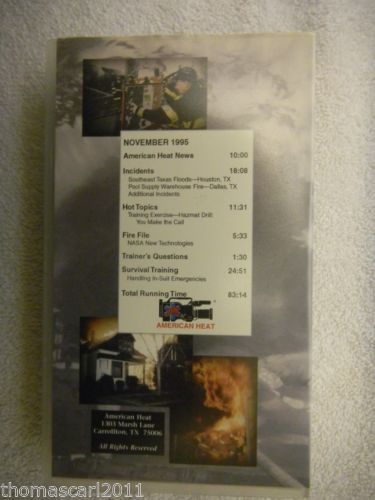 NOVEMBER 1995
American Heat News 10:00
Incidents 18:08
Southeast Texas Floods—Houston, TX
Pool Supply Warehouse Fire—Dallas, TX
Additional Incidents
Hot Topics 11:31
Training Exercise—Hazmat Drill:
You Make the Call
Fire File 5:33
NASA New Technologies
Trainer's Questions 1:30
Survival Training 24:51
Handling In-Suit Emergencies
Total Running Time 83:14
AMERICAN HEAT
American Heat
1303 Marsh Lane
Carrollton, TX 75006
All Rights Reserved
thomascarl2011